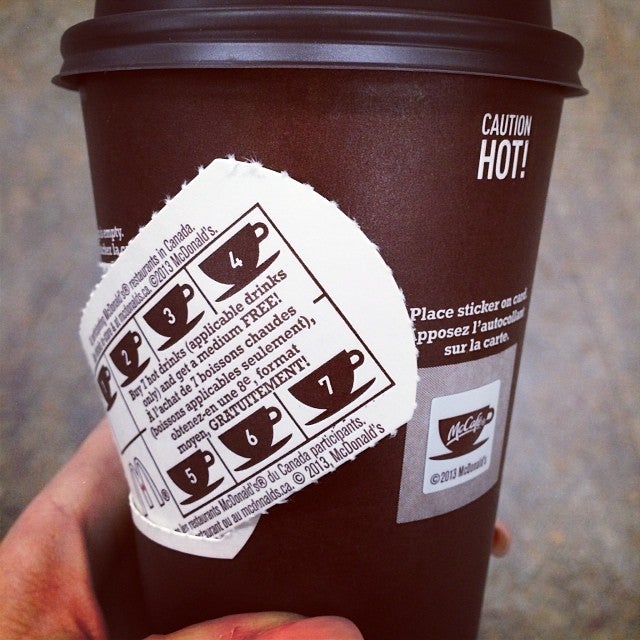 CAUTION
HOT!
restaurants in Canada.
mcdonalds.ca. ©2013 McDonald's.
1 2 3 4
Buy 7 hot drinks (applicable drinks
only) and get a medium FREE!
À l'achat de 7 boissons chaudes
(boissons applicables seulement),
obtenez-en une 8e, format
moyen, GRATUITEMENT!
5 6 7
restaurants McDonald's® du Canada participants.
ou au mcdonalds.ca. © 2013, McDonald's
Place sticker on card.
Apposez l'autocollant
sur la carte.
McCafé
©2013 McDonald's